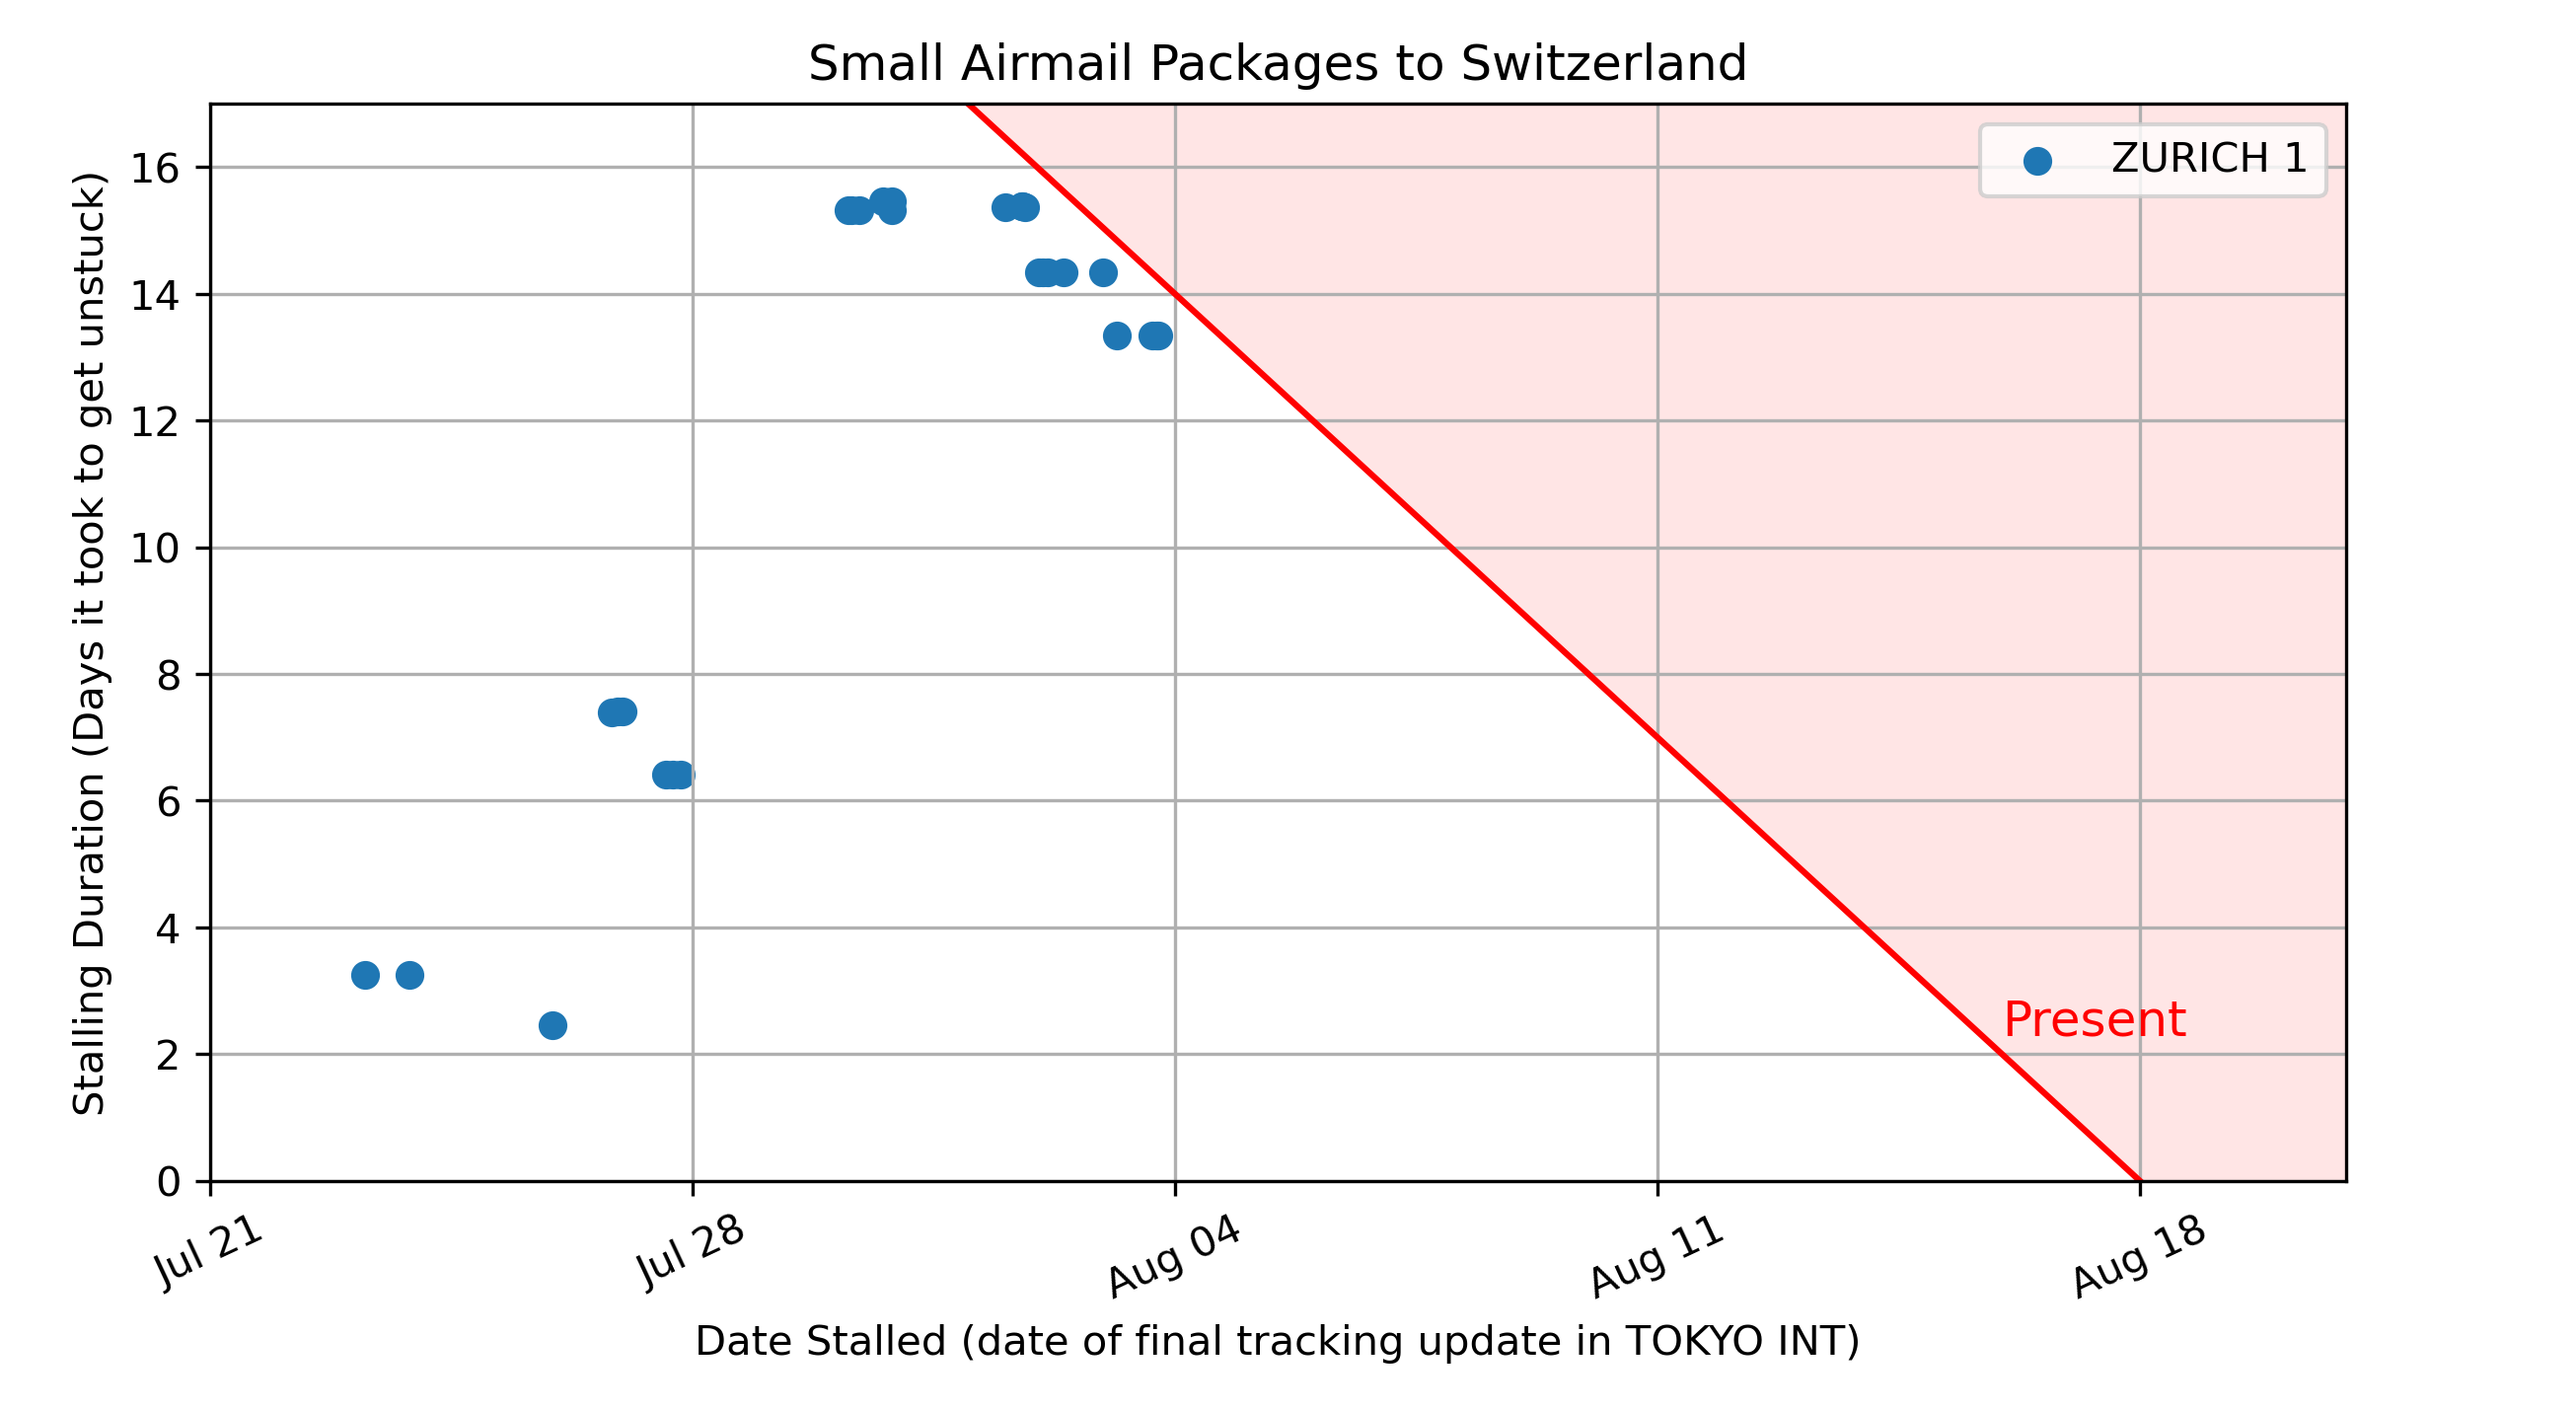 Small Airmail Packages to Switzerland
ZURICH 1
Stalling Duration (Days it took to get unstuck)
16
14
12
10
8
6
4
2
0
Present
Jul 21
Jul 28
Aug 04
Aug 11
Aug 18
Date Stalled (date of final tracking update in TOKYO INT)